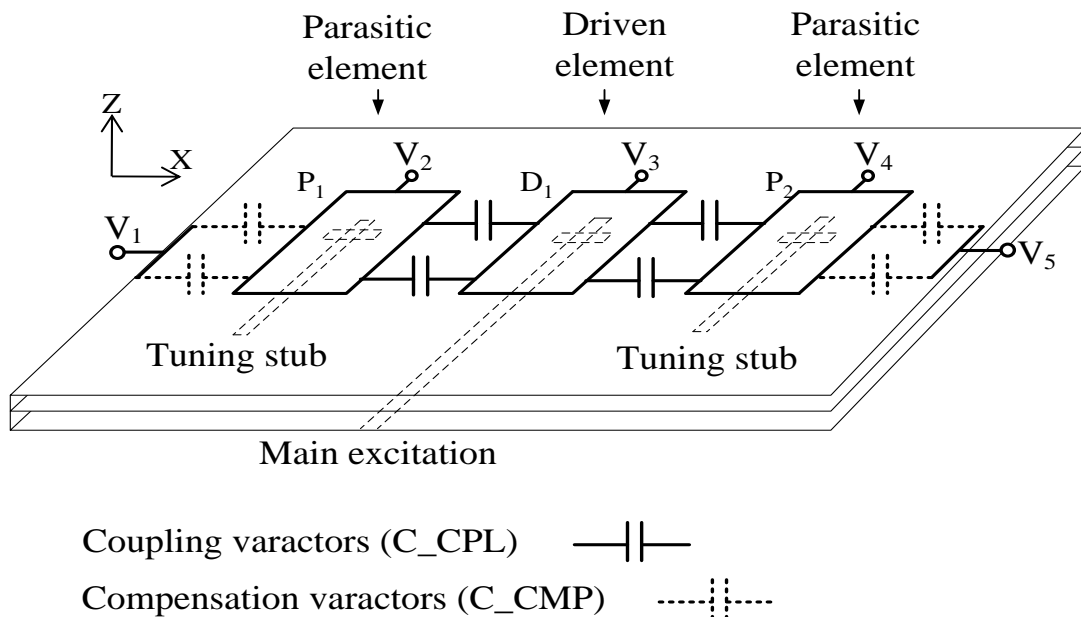 Parasitic element
Driven element
Parasitic element
Z
X
V1
P1
V2
D1
V3
P2
V4
V5
Tuning stub
Tuning stub
Main excitation
Coupling varactors (C_CPL)
Compensation varactors (C_CMP)